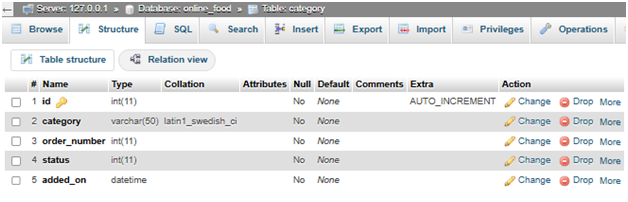 Server: 127.0.0.1 » Database: online_food » Table: category
Browse Structure SQL Search Insert Export Import Privileges Operations
Table structure Relation view
# Name Type Collation Attributes Null Default Comments Extra Action
1 id int(11) No None AUTO_INCREMENT Change Drop More
2 category varchar(50) latin1_swedish_ci No None Change Drop More
3 order_number int(11) No None Change Drop More
4 status int(11) No None Change Drop More
5 added_on datetime No None Change Drop More